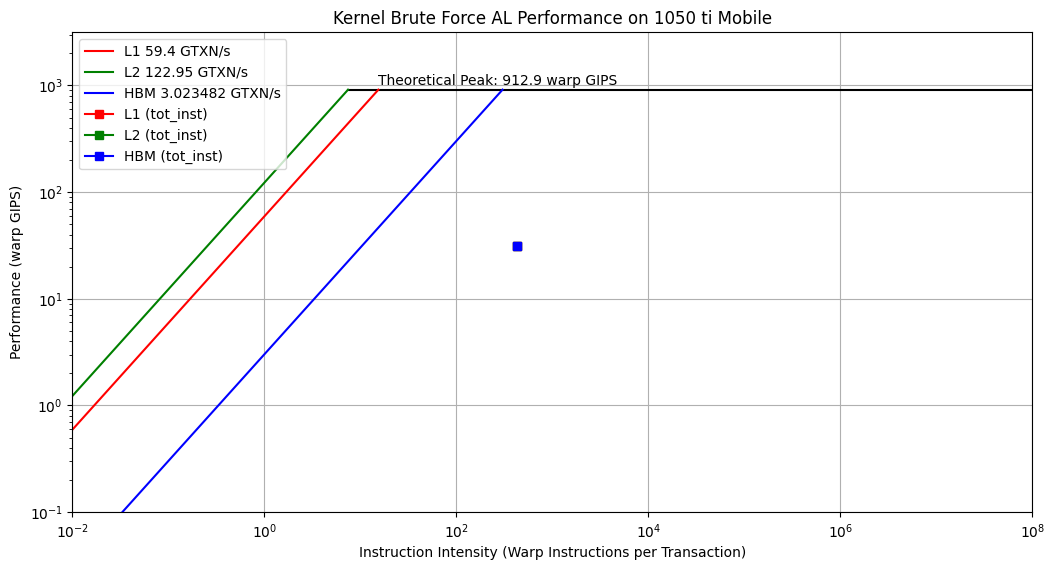 Kernel Brute Force AL Performance on 1050 ti Mobile
L1 59.4 GTXN/s
L2 122.95 GTXN/s
HBM 3.023482 GTXN/s
L1 (tot_inst)
L2 (tot_inst)
HBM (tot_inst)
Theoretical Peak: 912.9 warp GIPS
Performance (warp GIPS)
10³
10²
10¹
10⁰
10⁻¹
10⁻² 10⁰ 10² 10⁴ 10⁶ 10⁸
Instruction Intensity (Warp Instructions per Transaction)